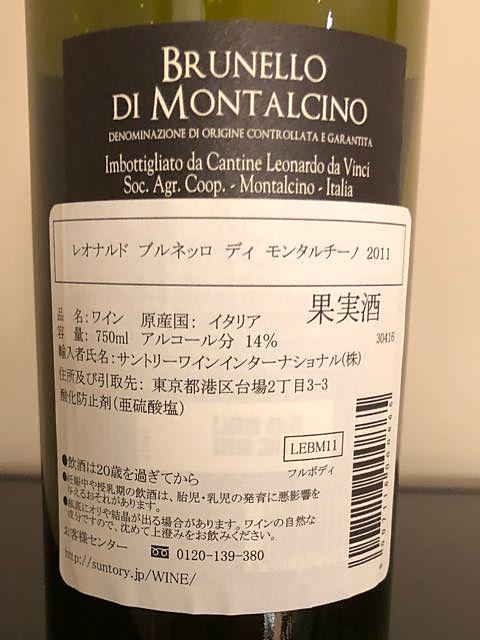 BRUNELLO
DI MONTALCINO
DENOMINAZIONE DI ORIGINE CONTROLLATA E GARANTITA
Imbottigliato da Cantine Leonardo da Vinci
Soc. Agr. Coop. - Montalcino - Italia
レオナルド ブルネッロ ディ モンタルチーノ 2011
品 名:ワイン 原産国: イタリア 果実酒
容 量: 750ml アルコール分 14% 30416
輸入者氏名:サントリーワインインターナショナル(株)
住所及び引取先: 東京都港区台場2丁目3-3
酸化防止剤(亜硫酸塩)
LEBM11
フルボディ
●飲酒は20歳を過ぎてから
●妊娠中や授乳期の飲酒は、胎児・乳児の発育に悪影響を
与えるおそれがあります。
●瓶底にオリや結晶が出る場合があります。ワインの自然な
成分ですので、沈めて上澄みをお飲みください。
お客様センター 0120-139-380
http://suntory.jp/WINE/